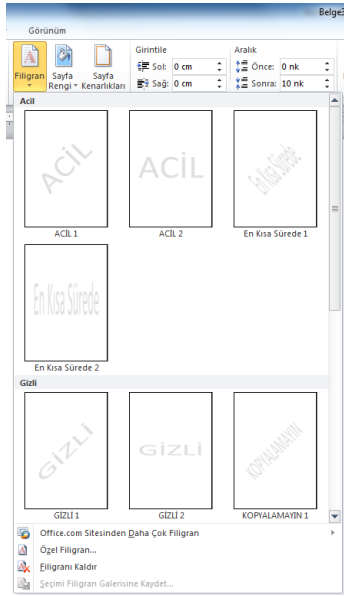 Belge3
Görünüm
Filigran
Sayfa Rengi
Sayfa Kenarlıkları
Girintile
Sol: 0 cm
Sağ: 0 cm
Aralık
Önce: 0 nk
Sonra: 10 nk
Acil
ACİL
ACİL
En Kısa Sürede
ACİL 1
ACİL 2
En Kısa Sürede 1
En Kısa Sürede
En Kısa Sürede 2
Gizli
GİZLİ
GİZLİ
KOPYALAMAYIN
GİZLİ 1
GİZLİ 2
KOPYALAMAYIN 1
Office.com Sitesinden Daha Çok Filigran
Özel Filigran...
Filigranı Kaldır
Seçimi Filigran Galerisine Kaydet...